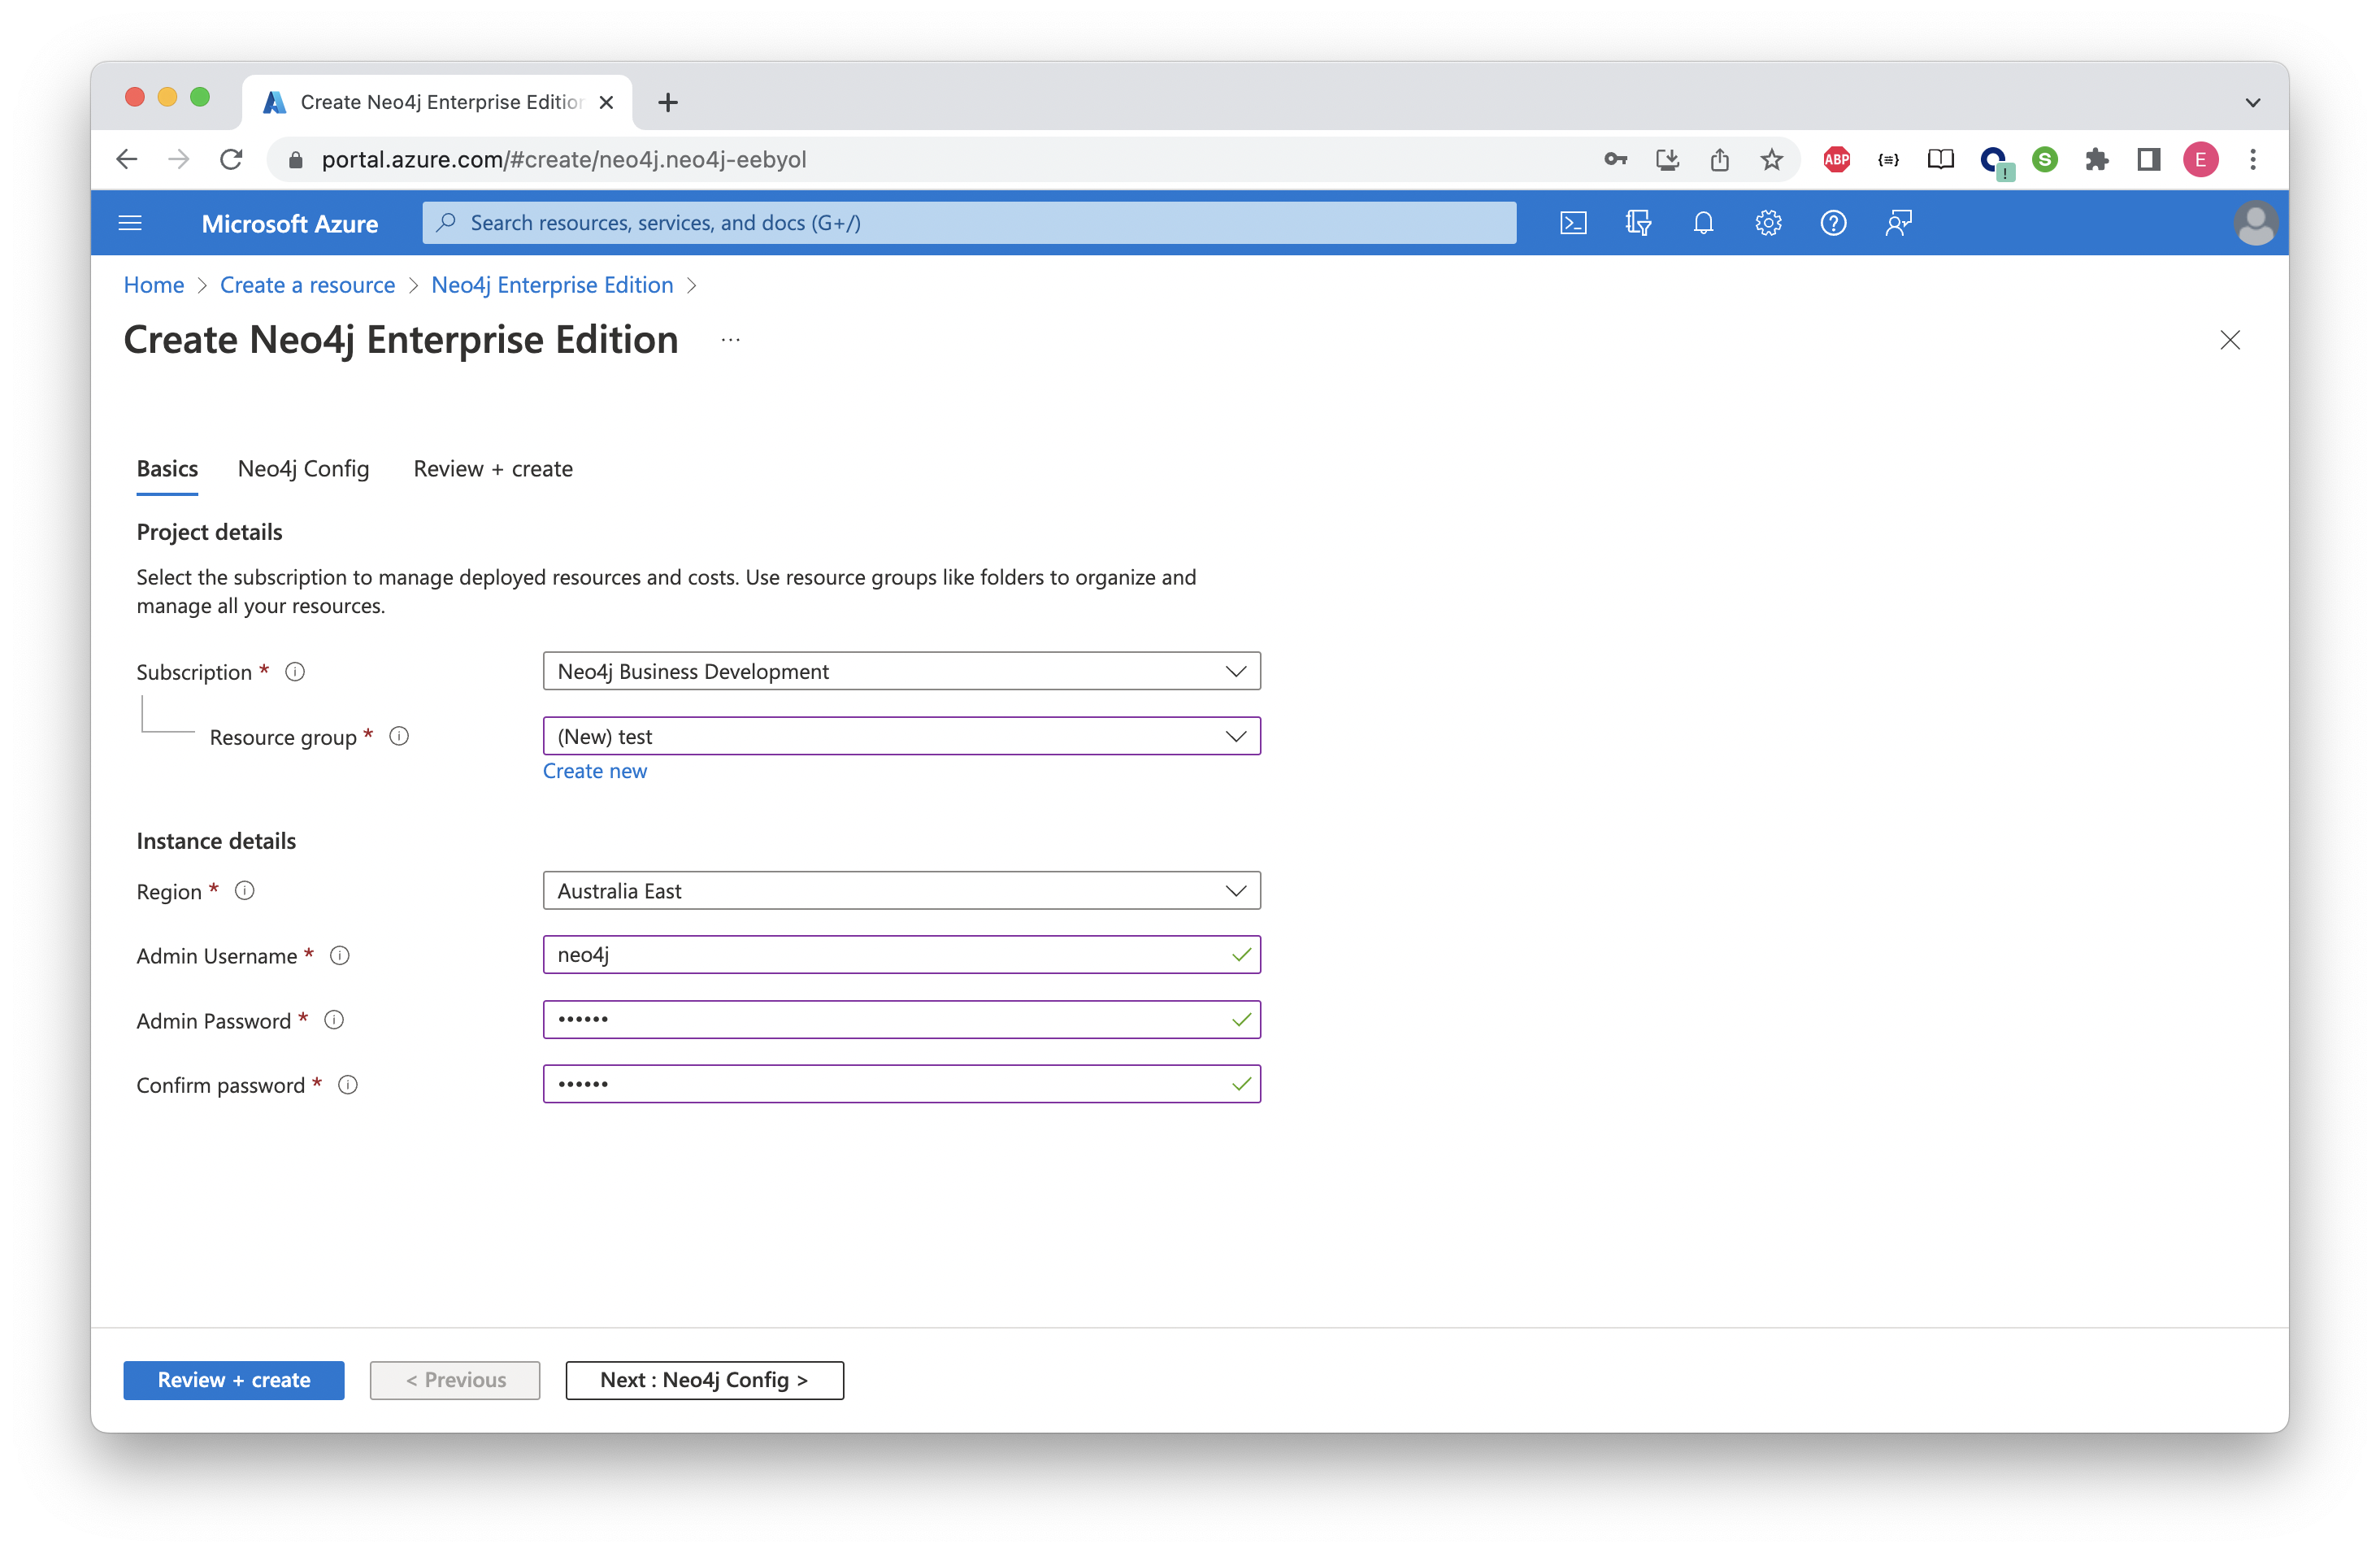 Create Neo4j Enterprise Edition
portal.azure.com/#create/neo4j.neo4j-eebyol
ABP
{≡}
!
S
E
Microsoft Azure
Search resources, services, and docs (G+/)
Home > Create a resource > Neo4j Enterprise Edition >
Create Neo4j Enterprise Edition ...
Basics Neo4j Config Review + create
Project details
Select the subscription to manage deployed resources and costs. Use resource groups like folders to organize and
manage all your resources.
Subscription * Neo4j Business Development
Resource group * (New) test
Create new
Instance details
Region * Australia East
Admin Username * neo4j
Admin Password * ••••••
Confirm password * ••••••
Review + create < Previous Next : Neo4j Config >